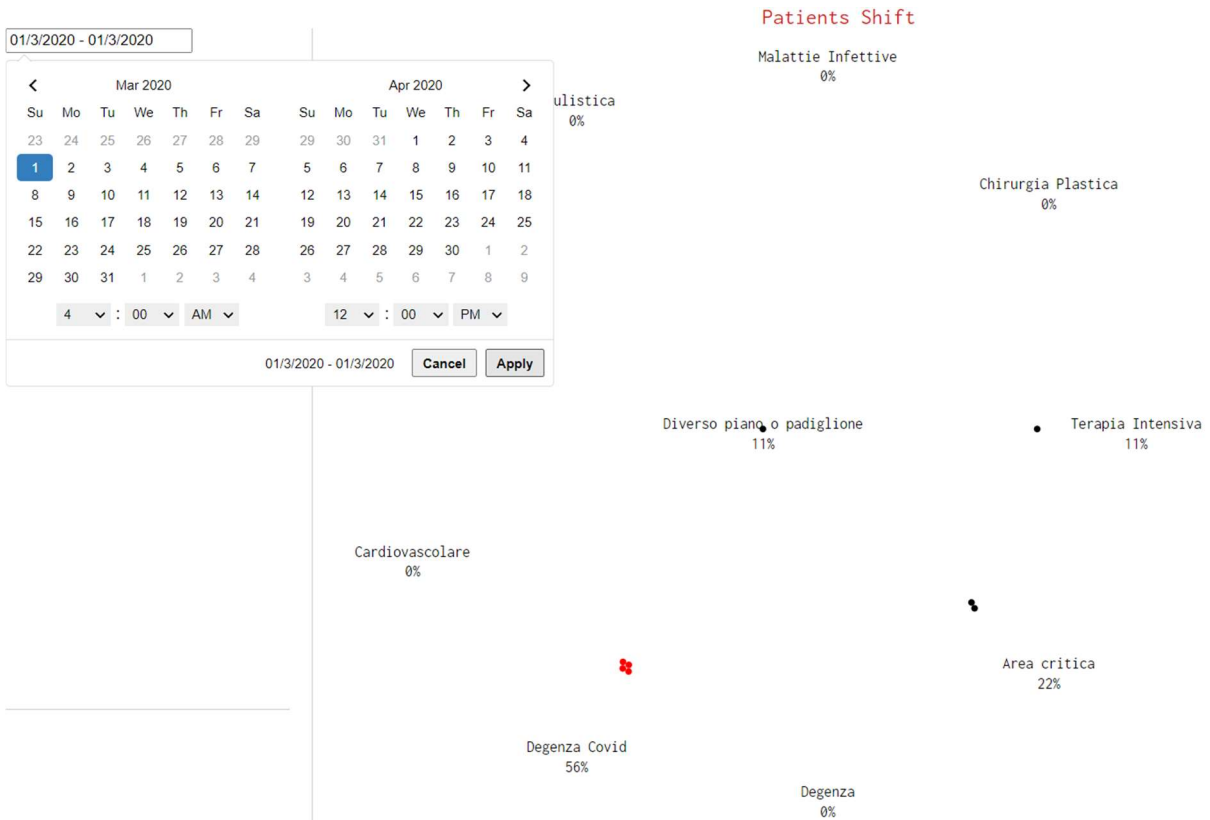 Patients Shift
01/3/2020 - 01/3/2020
Mar 2020
Su Mo Tu We Th Fr Sa
23 24 25 26 27 28 29
1 2 3 4 5 6 7
8 9 10 11 12 13 14
15 16 17 18 19 20 21
22 23 24 25 26 27 28
29 30 31 1 2 3 4
4 : 00 AM
Apr 2020
Su Mo Tu We Th Fr Sa
29 30 31 1 2 3 4
5 6 7 8 9 10 11
12 13 14 15 16 17 18
19 20 21 22 23 24 25
26 27 28 29 30 1 2
3 4 5 6 7 8 9
12 : 00 PM
01/3/2020 - 01/3/2020 Cancel Apply
Malattie Infettive
0%
ulistica
0%
Chirurgia Plastica
0%
Diverso piano o padiglione
11%
Terapia Intensiva
11%
Cardiovascolare
0%
Area critica
22%
Degenza Covid
56%
Degenza
0%